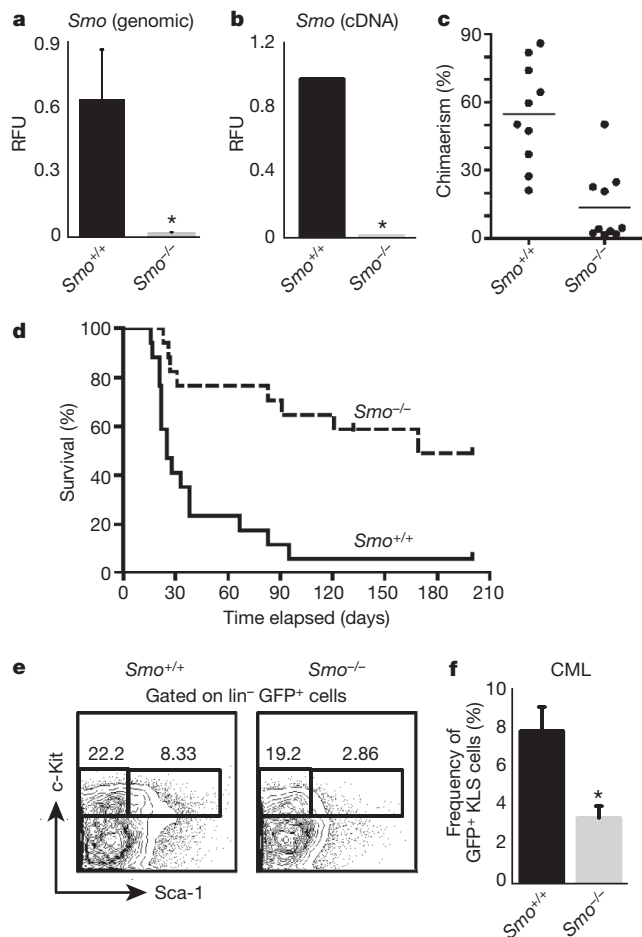 a
Smo (genomic)
RFU
0.9
0.6
0.3
0
*
Smo+/+
Smo−/−
b
Smo (cDNA)
RFU
1.2
0.8
0.4
0
*
Smo+/+
Smo−/−
c
Chimaerism (%)
90
60
30
0
Smo+/+
Smo−/−
d
Survival (%)
100
80
60
40
20
0
Smo−/−
Smo+/+
0 30 60 90 120 150 180 210
Time elapsed (days)
e
Smo+/+ Smo−/−
Gated on lin− GFP+ cells
22.2 8.33
19.2 2.86
c-Kit
Sca-1
f
CML
Frequency of
GFP+ KLS cells (%)
10
8
6
4
2
0
*
Smo+/+
Smo−/−